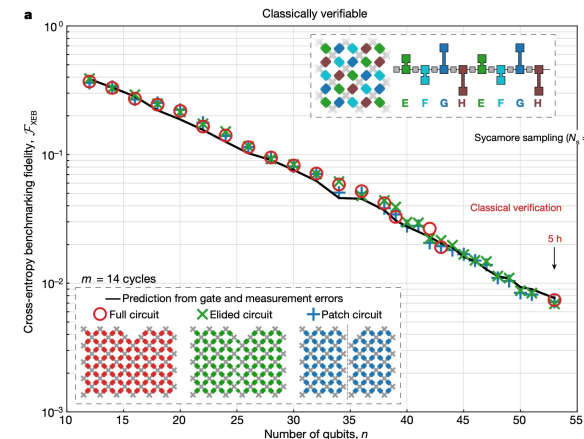 a
Classically verifiable
10⁰
10⁻¹
10⁻²
10⁻³
Cross-entropy benchmarking fidelity, ℱXEB
E F G H E F G H
Sycamore sampling (Ns =
Classical verification
5 h
m = 14 cycles
Prediction from gate and measurement errors
Full circuit Elided circuit Patch circuit
10 15 20 25 30 35 40 45 50 55
Number of qubits, n